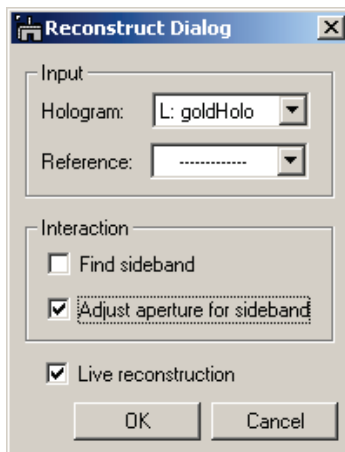 Reconstruct Dialog
Input
Hologram: L: goldHolo
Reference: -------------
Interaction
Find sideband
Adjust aperture for sideband
Live reconstruction
OK Cancel